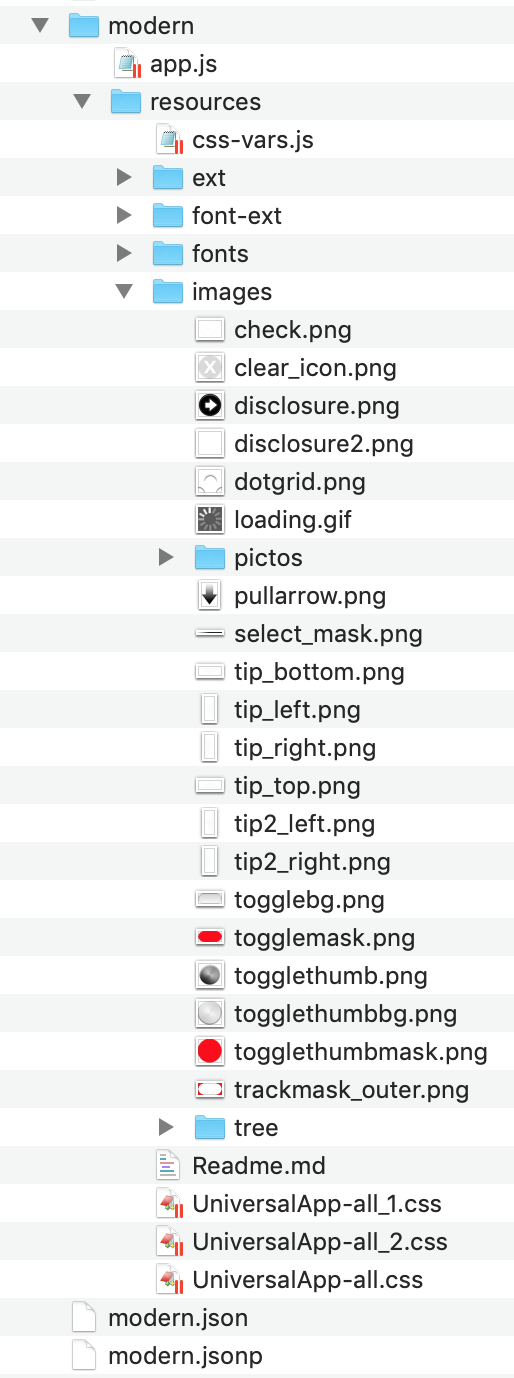 modern
app.js
resources
css-vars.js
ext
font-ext
fonts
images
check.png
clear_icon.png
disclosure.png
disclosure2.png
dotgrid.png
loading.gif
pictos
pullarrow.png
select_mask.png
tip_bottom.png
tip_left.png
tip_right.png
tip_top.png
tip2_left.png
tip2_right.png
togglebg.png
togglemask.png
togglethumb.png
togglethumbbg.png
togglethumbmask.png
trackmask_outer.png
tree
Readme.md
UniversalApp-all_1.css
UniversalApp-all_2.css
UniversalApp-all.css
modern.json
modern.jsonp